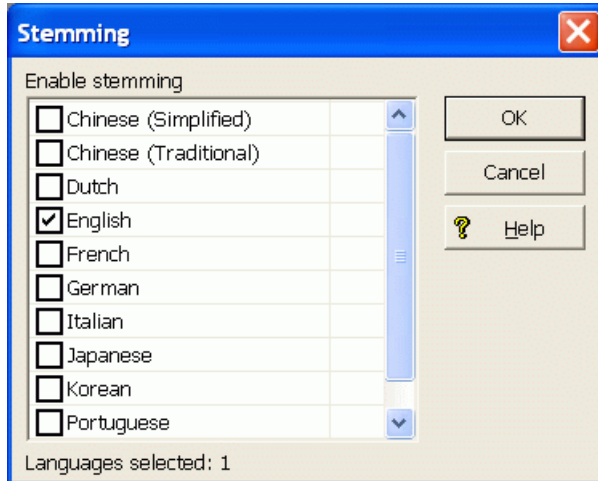 Stemming
Enable stemming
Chinese (Simplified)
Chinese (Traditional)
Dutch
English
French
German
Italian
Japanese
Korean
Portuguese
OK
Cancel
? Help
Languages selected: 1